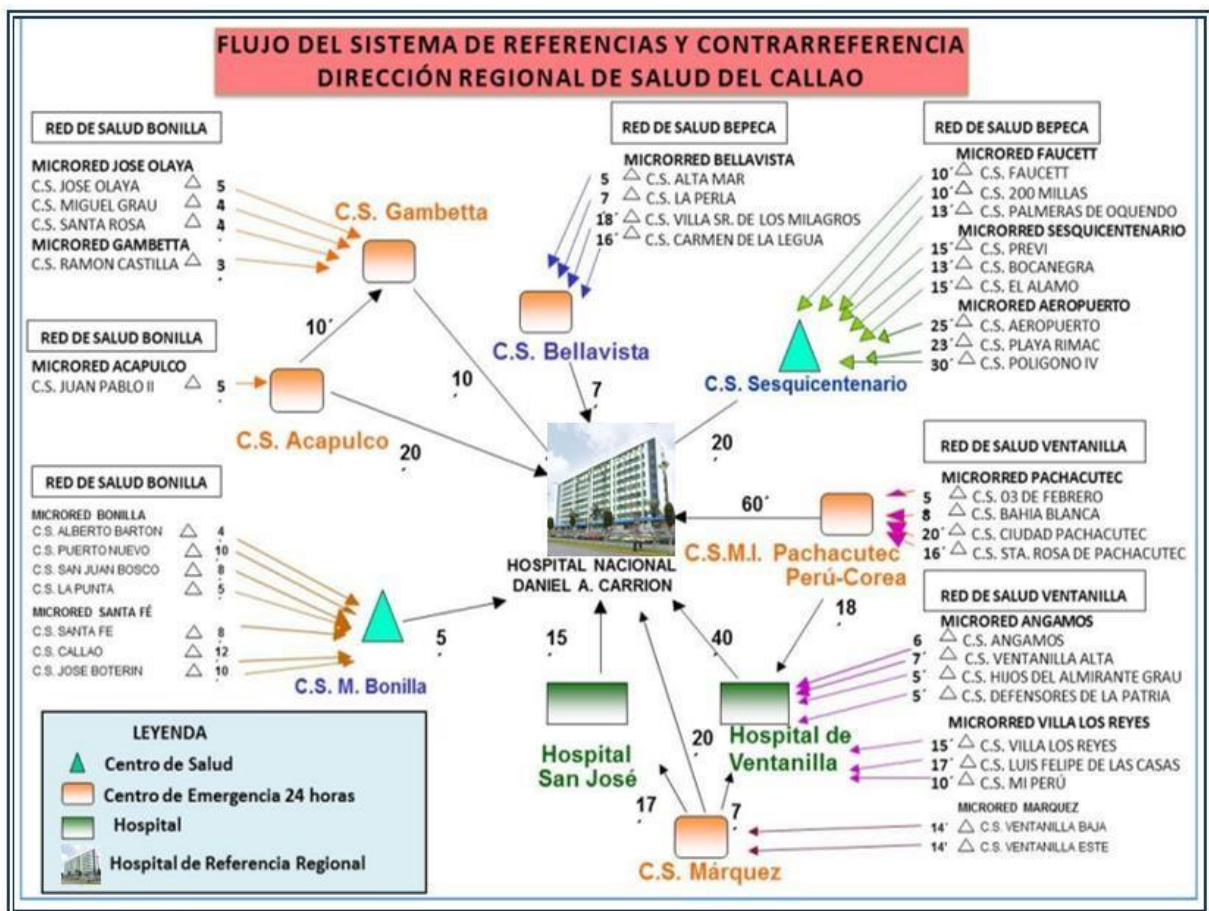 FLUJO DEL SISTEMA DE REFERENCIAS Y CONTRARREFERENCIA
DIRECCIÓN REGIONAL DE SALUD DEL CALLAO
RED DE SALUD BONILLA
MICRORED JOSE OLAYA
C.S. JOSE OLAYA 5
C.S. MIGUEL GRAU 4
C.S. SANTA ROSA 4
MICRORED GAMBETTA
C.S. RAMON CASTILLA 3
C.S. Gambetta
RED DE SALUD BEPECA
MICRORRED BELLAVISTA
5 C.S. ALTA MAR
7 C.S. LA PERLA
18´ C.S. VILLA SR. DE LOS MILAGROS
16´ C.S. CARMEN DE LA LEGUA
C.S. Bellavista
RED DE SALUD BEPECA
MICRORED FAUCETT
10´ C.S. FAUCETT
10´ C.S. 200 MILLAS
13´ C.S. PALMERAS DE OQUENDO
MICRORRED SESQUICENTENARIO
15´ C.S. PREVI
13´ C.S. BOCANEGRA
15´ C.S. EL ALAMO
MICRORED AEROPUERTO
25´ C.S. AEROPUERTO
23´ C.S. PLAYA RIMAC
30´ C.S. POLIGONO IV
C.S. Sesquicentenario
RED DE SALUD BONILLA
MICRORED ACAPULCO
C.S. JUAN PABLO II 5
C.S. Acapulco
10´
10´
7´
20´
20´
RED DE SALUD BONILLA
MICRORED BONILLA
C.S. ALBERTO BARTON 4
C.S. PUERTO NUEVO 10
C.S. SAN JUAN BOSCO 8
C.S. LA PUNTA 5
MICRORED SANTA FÉ
C.S. SANTA FE 8
C.S. CALLAO 12
C.S. JOSE BOTERIN 10
C.S. M. Bonilla
5´
HOSPITAL NACIONAL
DANIEL A. CARRION
60´
RED DE SALUD VENTANILLA
MICRORRED PACHACUTEC
5 C.S. 03 DE FEBRERO
8 C.S. BAHIA BLANCA
20´ C.S. CIUDAD PACHACUTEC
16´ C.S. STA. ROSA DE PACHACUTEC
C.S.M.I. Pachacutec
Perú-Corea
18´
RED DE SALUD VENTANILLA
MICRORED ANGAMOS
6 C.S. ANGAMOS
7´ C.S. VENTANILLA ALTA
5´ C.S. HIJOS DEL ALMIRANTE GRAU
5´ C.S. DEFENSORES DE LA PATRIA
MICRORRED VILLA LOS REYES
15´ C.S. VILLA LOS REYES
17´ C.S. LUIS FELIPE DE LAS CASAS
10´ C.S. MI PERÚ
MICRORED MARQUEZ
14' C.S. VENTANILLA BAJA
14' C.S. VENTANILLA ESTE
15´
40´
Hospital
San José
Hospital de
Ventanilla
20´
17´
7´
C.S. Márquez
LEYENDA
Centro de Salud
Centro de Emergencia 24 horas
Hospital
Hospital de Referencia Regional